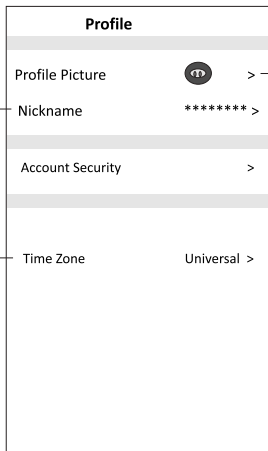 Profile
Profile Picture >
Nickname ******** >
Account Security >
Time Zone Universal >